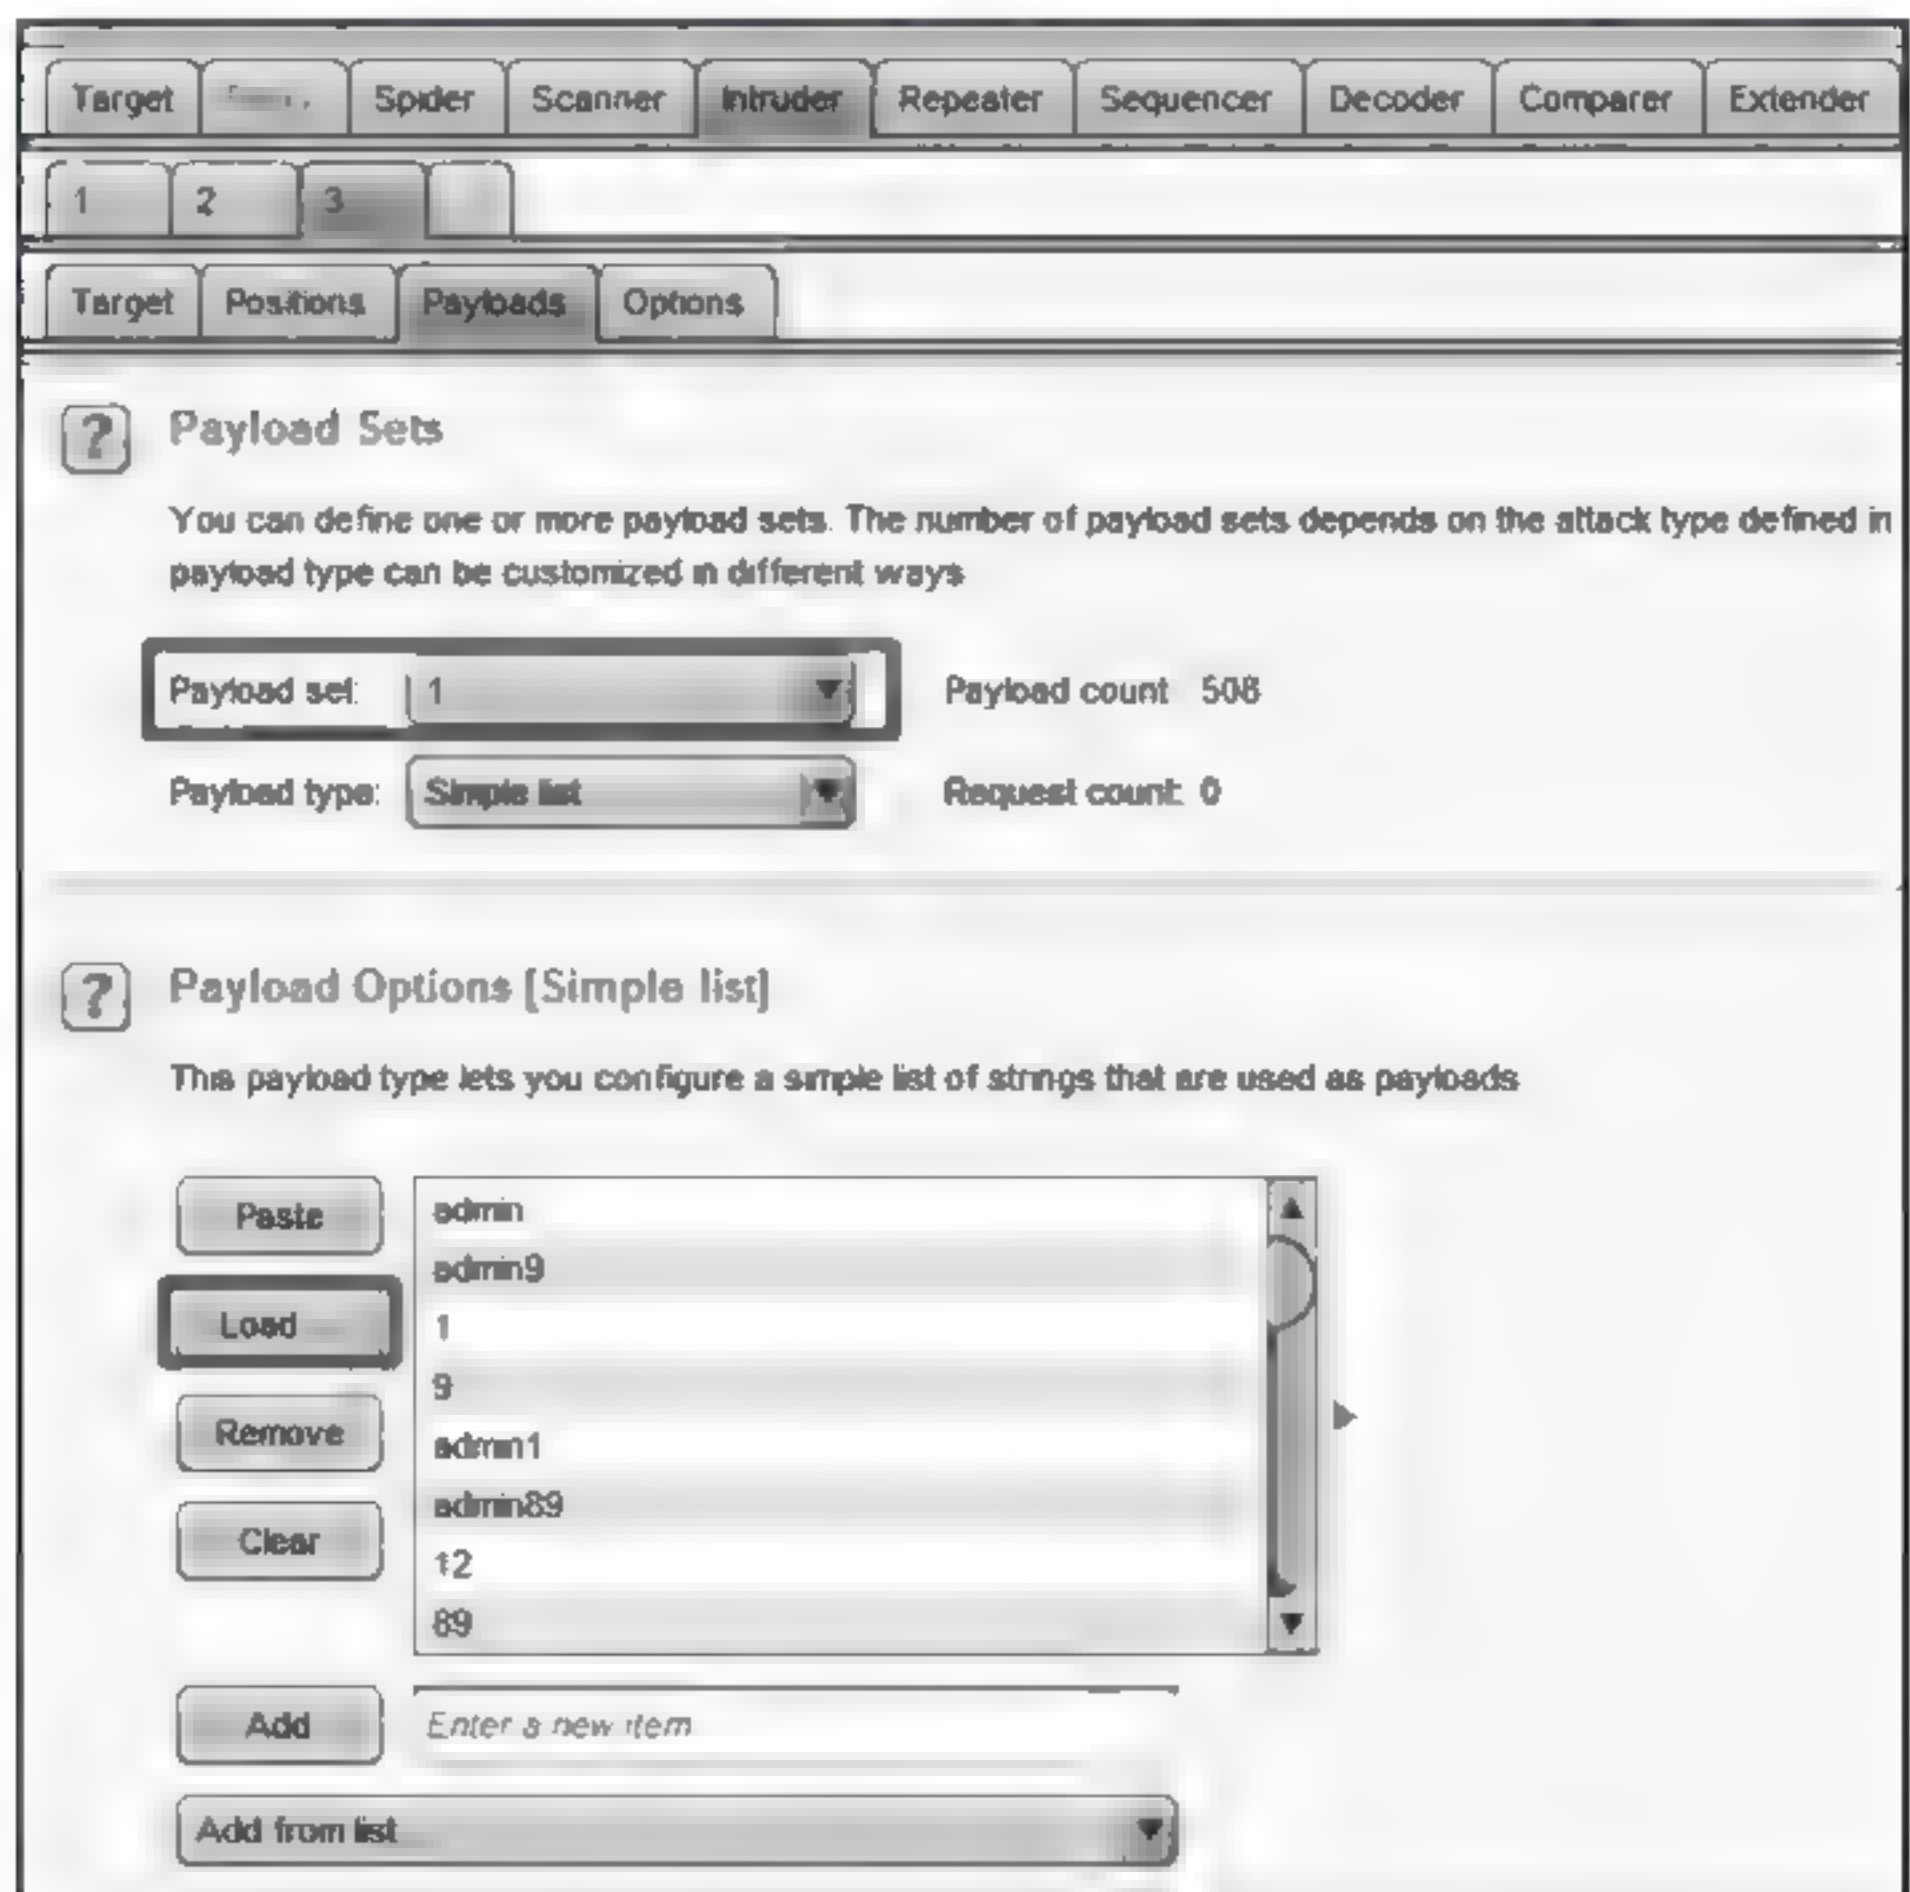 Target Spider Scanner Intruder Repeater Sequencer Decoder Comparer Extender
1 2 3
Target Positions Payloads Options
? Payload Sets
You can define one or more payload sets. The number of payload sets depends on the attack type defined in
payload type can be customized in different ways
Payload set: 1 Payload count 508
Payload type: Simple list Request count: 0
? Payload Options [Simple list]
This payload type lets you configure a simple list of strings that are used as payloads
Paste
Load
Remove
Clear
admin
admin9
1
9
admin1
admin89
12
89
Add Enter a new item
Add from list